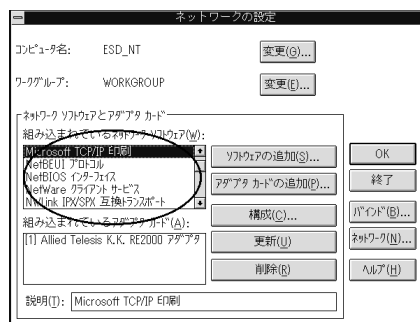 ネットワークの設定
コンピュータ名: ESD_NT 変更(G)...
ワークグループ: WORKGROUP 変更(E)...
ネットワーク ソフトウェアとアダプタ カード
組み込まれているネットワーク ソフトウェア(W):
Microsoft TCP/IP 印刷
NetBEUI プロトコル
NetBIOS インターフェイス
NetWare クライアント サービス
NWLink IPX/SPX 互換トランスポート
ソフトウェアの追加(S)...
アダプタ カードの追加(P)...
構成(C)...
更新(U)
削除(R)
OK
終了
バインド(B)...
ネットワーク(N)...
ヘルプ(H)
組み込まれているアダプタ カード(A):
[1] Allied Telesis K.K. RE2000 アダプタ
説明(T): Microsoft TCP/IP 印刷